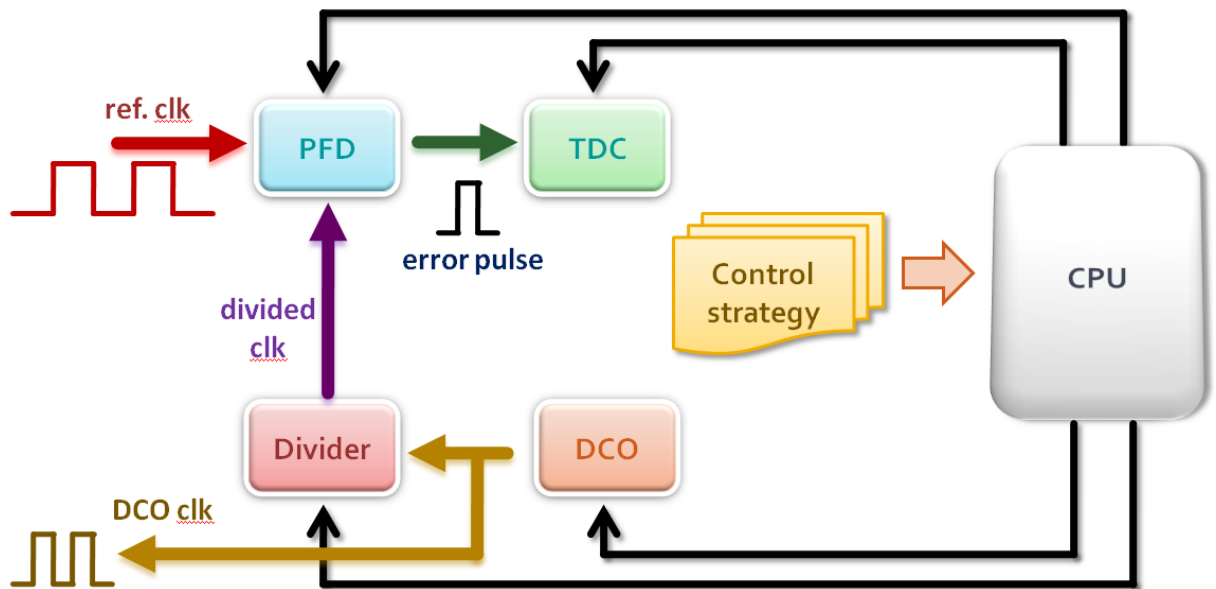 ref. clk
PFD
TDC
error pulse
Control
strategy
CPU
divided
clk
Divider
DCO
DCO clk